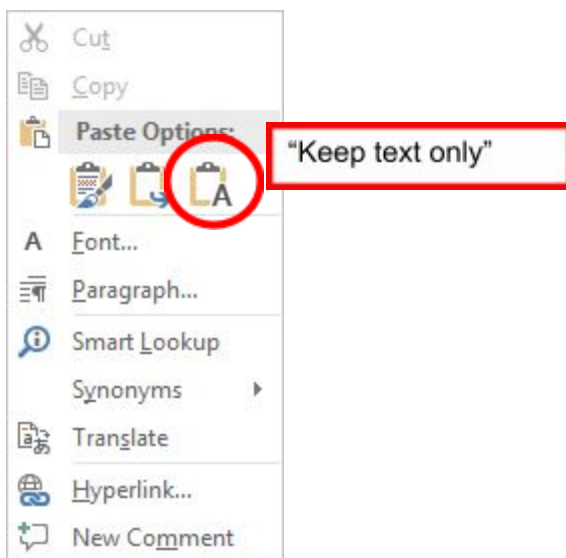 Cut
Copy
Paste Options:
“Keep text only”
A
Font...
Paragraph...
Smart Lookup
Synonyms
Translate
Hyperlink...
New Comment